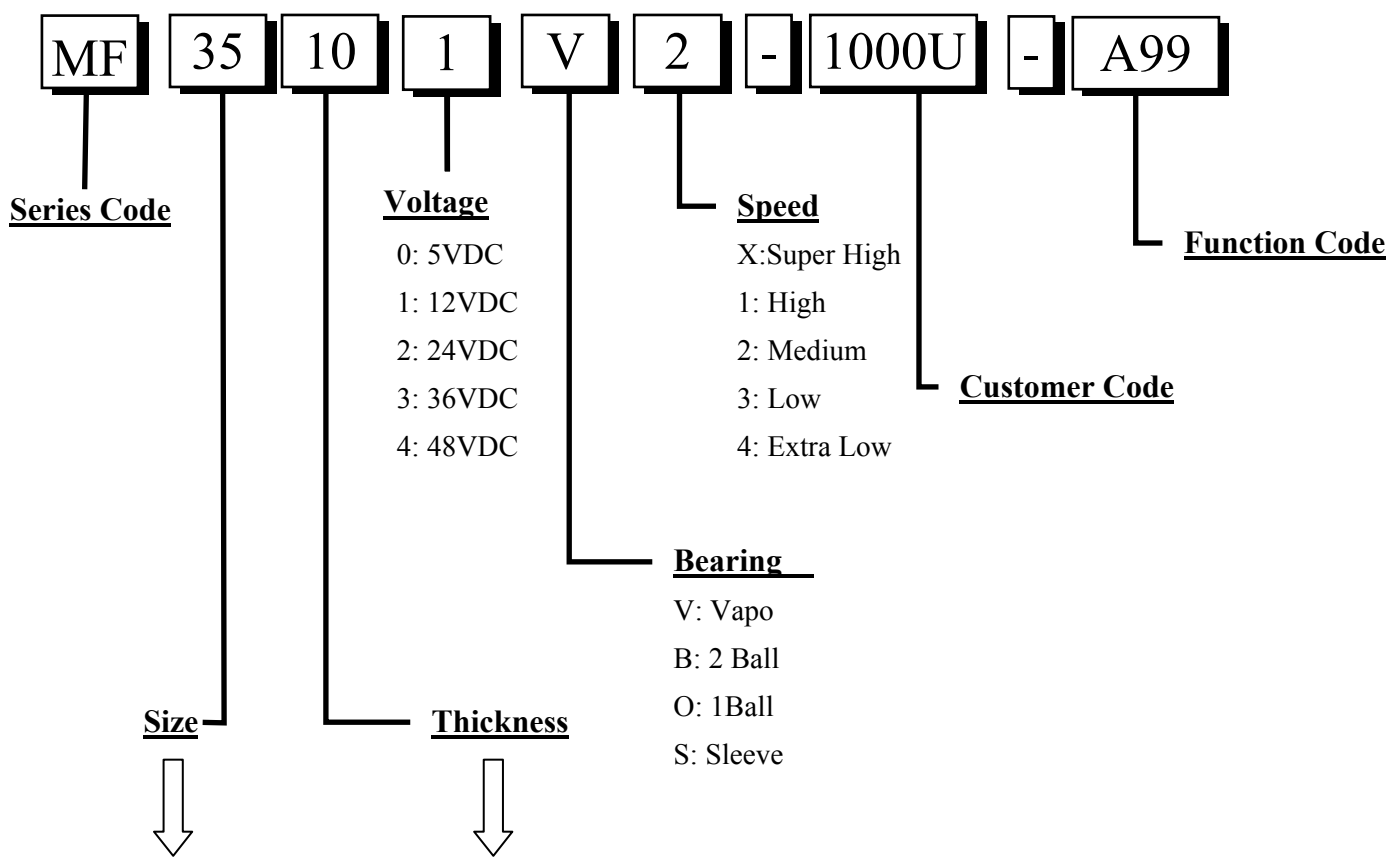 MF 35 10 1 V 2 - 1000U - A99
Series Code
Voltage
0: 5VDC
1: 12VDC
2: 24VDC
3: 36VDC
4: 48VDC
Speed
X:Super High
1: High
2: Medium
3: Low
4: Extra Low
Function Code
Customer Code
Bearing
V: Vapo
B: 2 Ball
O: 1Ball
S: Sleeve
Size
Thickness